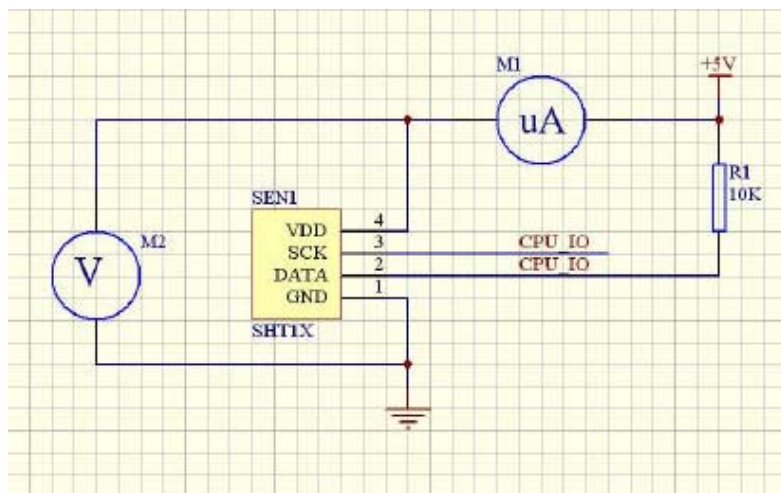 M1
+5V
uA
R1
10K
SEN1
VDD 4
SCK 3 CPU_IO
DATA 2 CPU_IO
GND 1
SHT1X
M2
V